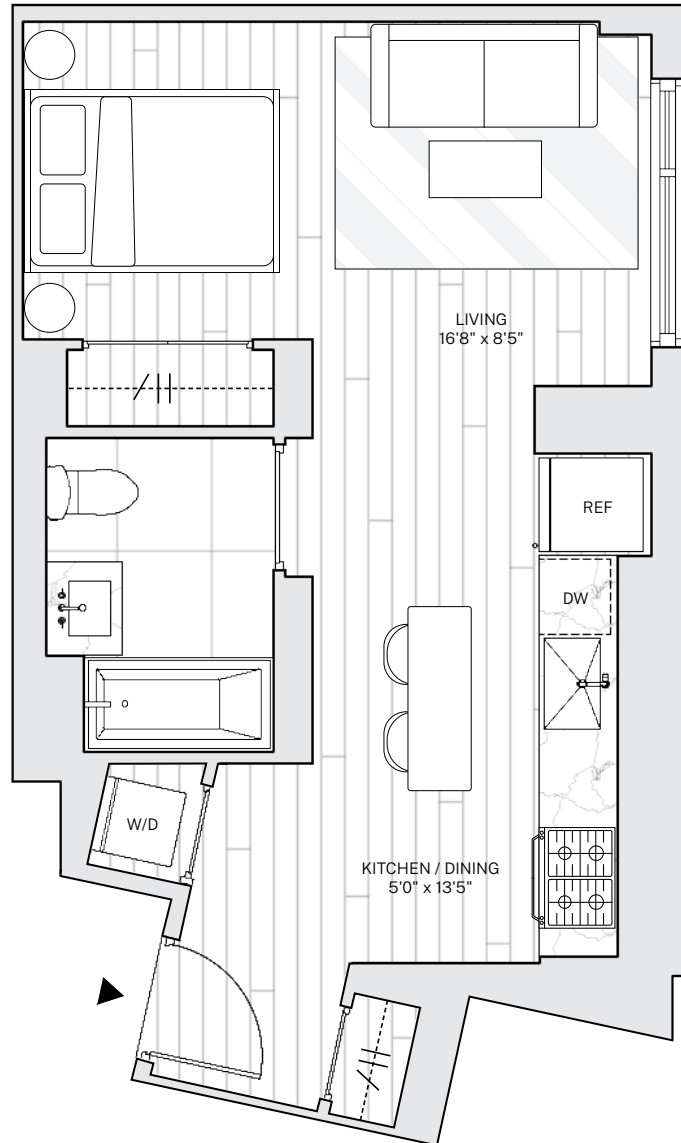 LIVING
16'8" x 8'5"
REF
DW
W/D
KITCHEN / DINING
5'0" x 13'5"